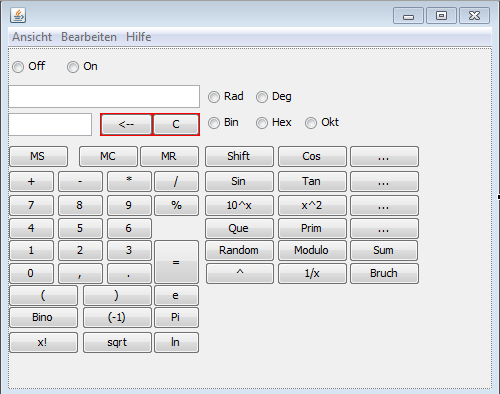 Ansicht Bearbeiten Hilfe
Off On
Rad Deg
<-- C Bin Hex Okt
MS MC MR Shift Cos ...
+ - * / Sin Tan ...
7 8 9 % 10^x x^2 ...
4 5 6 Que Prim ...
1 2 3 = Random Modulo Sum
0 , . ^ 1/x Bruch
( ) e
Bino (-1) Pi
x! sqrt ln